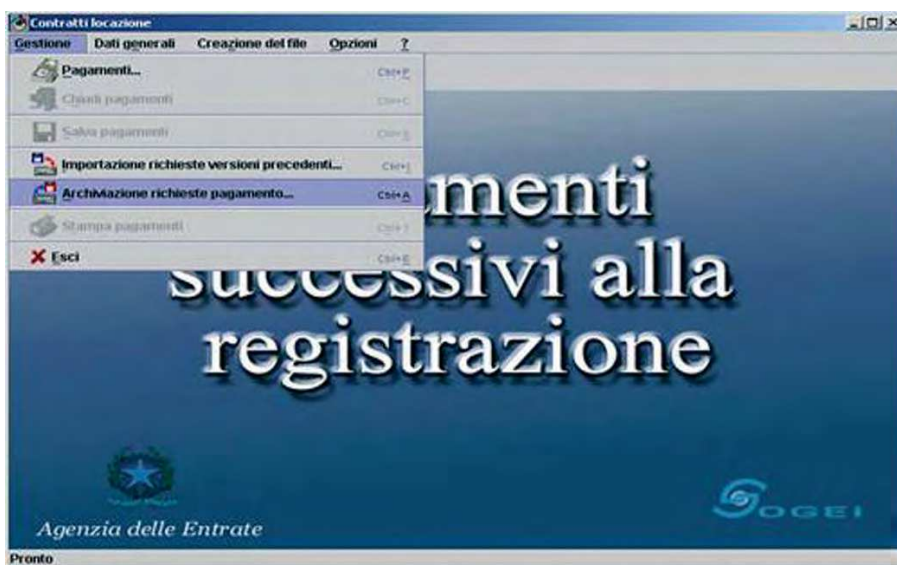 Contratti locazione
Gestione Dati generali Creazione del file Opzioni ?
Pagamenti... Ctrl+P
Chiudi pagamenti Ctrl+C
Salva pagamenti Ctrl+S
Importazione richieste versioni precedenti... Ctrl+I
Archiviazione richieste pagamento... Ctrl+A
Stampa pagamenti
Esci Ctrl+E
menti
successivi alla
registrazione
Agenzia delle Entrate
SOGEI
Pronto